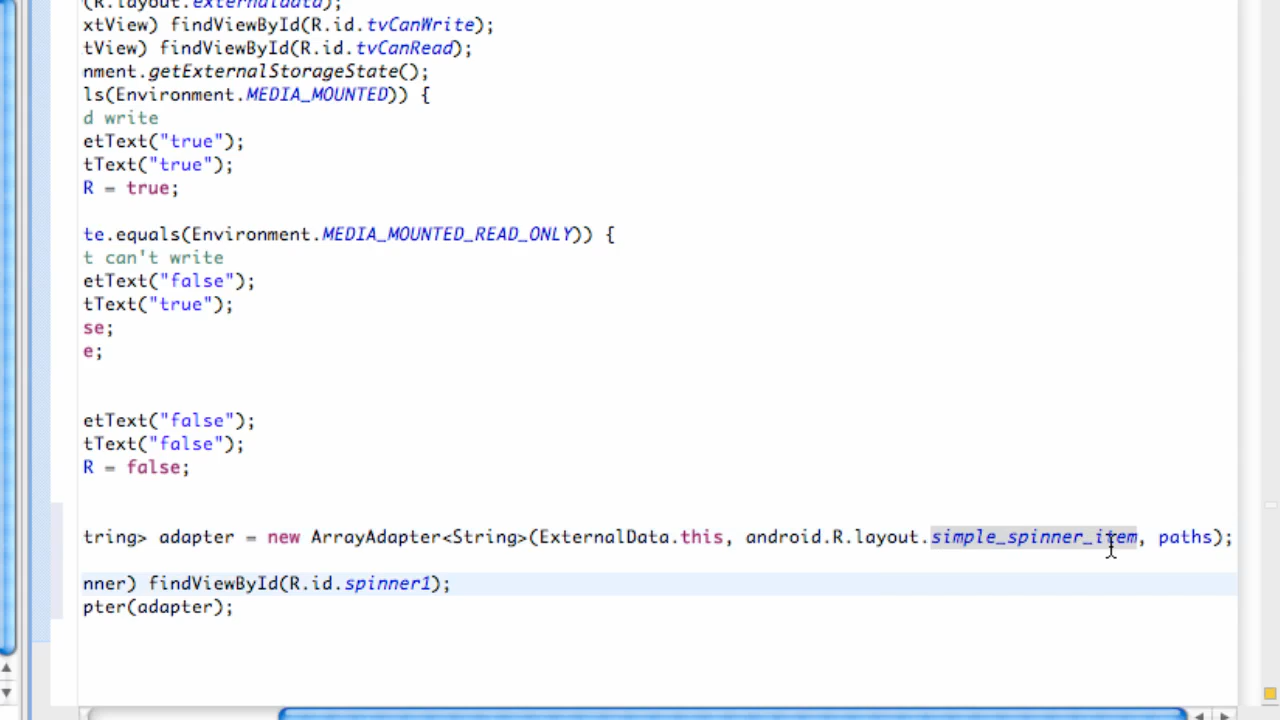 (R.layout.externaldata);
xtView) findViewById(R.id.tvCanWrite);
tView) findViewById(R.id.tvCanRead);
nment.getExternalStorageState();
ls(Environment.MEDIA_MOUNTED)) {
d write
etText("true");
tText("true");
R = true;
te.equals(Environment.MEDIA_MOUNTED_READ_ONLY)) {
t can't write
etText("false");
tText("true");
se;
e;
etText("false");
tText("false");
R = false;
tring> adapter = new ArrayAdapter<String>(ExternalData.this, android.R.layout.simple_spinner_item, paths);
nner) findViewById(R.id.spinner1);
pter(adapter);